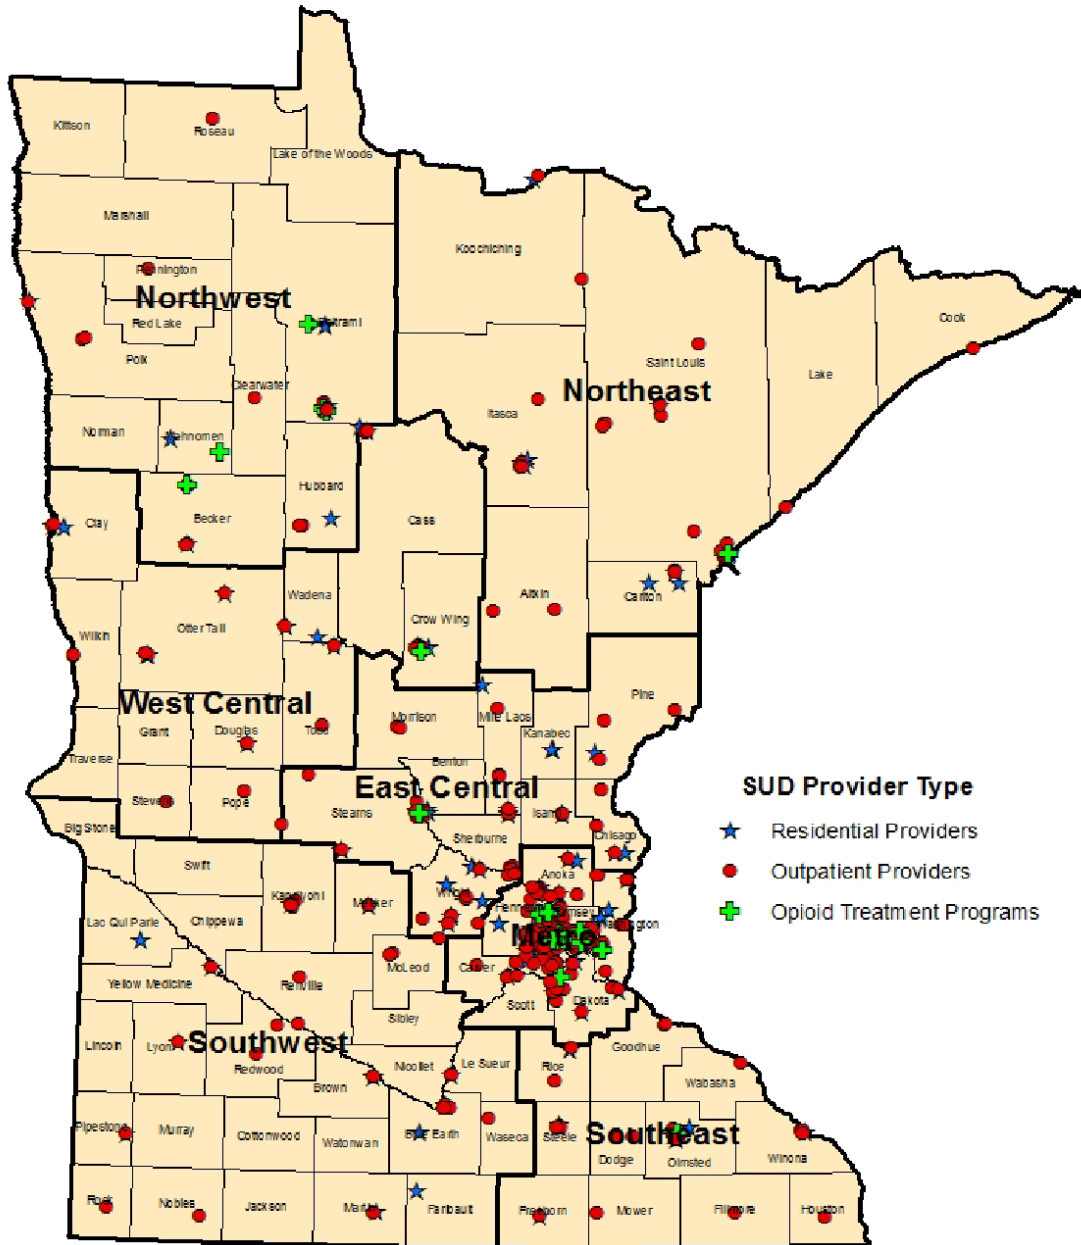 Kittson
Roseau
Lake of the Woods
Marshall
Koochiching
Pennington
Northwest
Red Lake
Beltrami
Cook
Polk
Saint Louis
Lake
Clearwater
Northeast
Itasca
Norman
Mahnomen
Hubbard
Clay
Becker
Cass
Wadena
Aitkin
Carlton
Otter Tail
Crow Wing
Wilkin
Pine
West Central
Morrison
Mille Lacs
Grant
Douglas
Todd
Kanabec
Traverse
Benton
East Central
SUD Provider Type
Stevens
Pope
Stearns
Isanti
Big Stone
Sherburne
Chisago
Residential Providers
Swift
Anoka
Outpatient Providers
Kandiyohi
Meeker
Wright
Hennepin
Ramsey
Opioid Treatment Programs
Lac Qui Parle
Chippewa
Washington
Metro
McLeod
Carver
Yellow Medicine
Renville
Scott
Dakota
Sibley
Lincoln
Lyon
Southwest
Goodhue
Redwood
Nicollet
Le Sueur
Rice
Brown
Wabasha
Pipestone
Murray
Cottonwood
Watonwan
Blue Earth
Waseca
Steele
Southeast
Dodge
Olmsted
Winona
Rock
Nobles
Jackson
Martin
Faribault
Freeborn
Mower
Fillmore
Houston